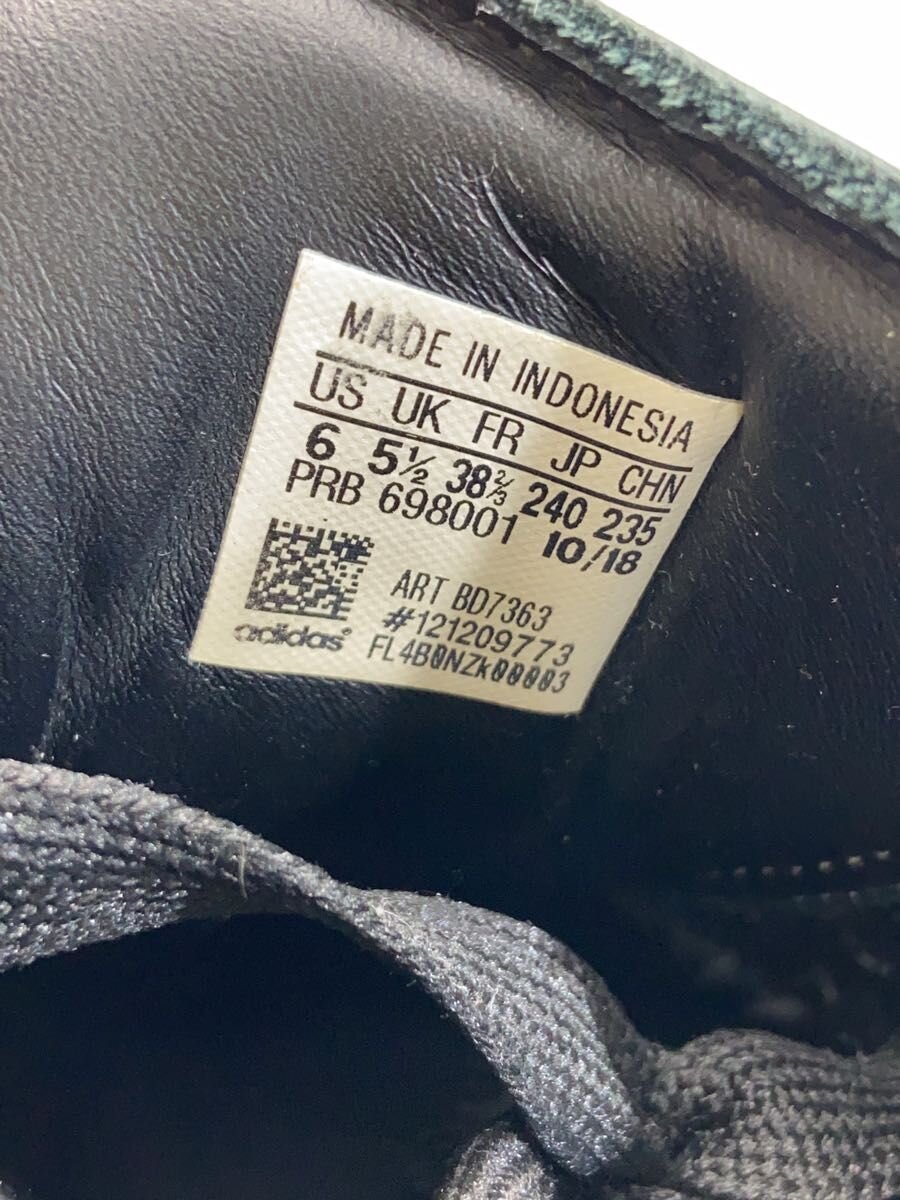 MADE IN INDONESIA
US UK FR JP CHN
6 5½ 38⅔ 240 235
PRB 698001 10/18
ART BD7363
#121209773
adidas® FL4B0NZk00003